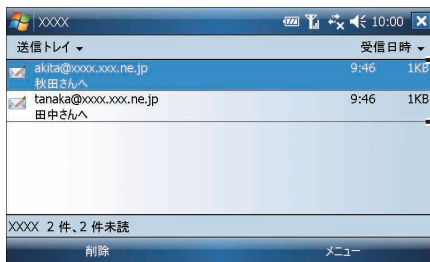 XXXX 10:00
送信トレイ 受信日時
akita@xxxx.xxx.ne.jp 9:46 1KB
秋田さんへ
tanaka@xxxx.xxx.ne.jp 9:46 1KB
田中さんへ
XXXX 2 件、2 件未読
削除 メニュー